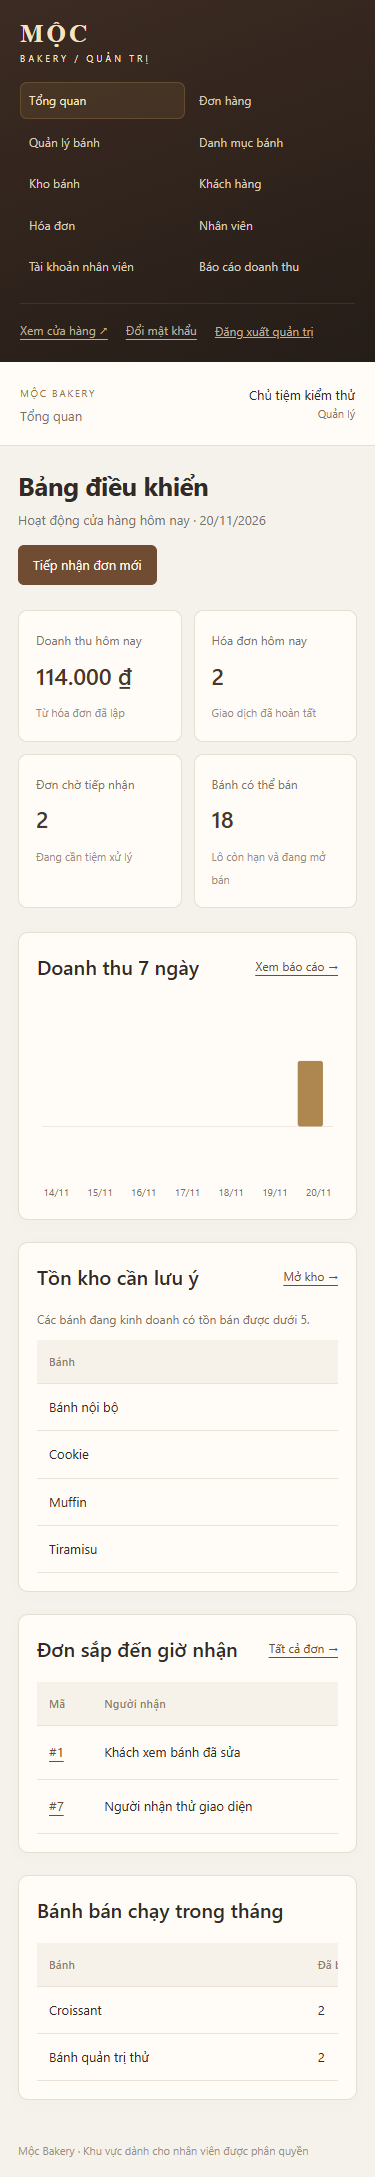 MỘC
BAKERY / QUẢN TRỊ
Tổng quan
Đơn hàng
Quản lý bánh
Danh mục bánh
Kho bánh
Khách hàng
Hóa đơn
Nhân viên
Tài khoản nhân viên
Báo cáo doanh thu
Xem cửa hàng ↗
Đổi mật khẩu
Đăng xuất quản trị
MỘC BAKERY
Tổng quan
Chủ tiệm kiểm thử
Quản lý
Bảng điều khiển
Hoạt động cửa hàng hôm nay · 20/11/2026
Tiếp nhận đơn mới
Doanh thu hôm nay
114.000 ₫
Từ hóa đơn đã lập
Hóa đơn hôm nay
2
Giao dịch đã hoàn tất
Đơn chờ tiếp nhận
2
Đang cần tiệm xử lý
Bánh có thể bán
18
Lô còn hạn và đang mở
bán
Doanh thu 7 ngày
Xem báo cáo →
14/11
15/11
16/11
17/11
18/11
19/11
20/11
Tồn kho cần lưu ý
Mở kho →
Các bánh đang kinh doanh có tồn bán được dưới 5.
Bánh
Bánh nội bộ
Cookie
Muffin
Tiramisu
Đơn sắp đến giờ nhận
Tất cả đơn →
Mã
Người nhận
#1
Khách xem bánh đã sửa
#7
Người nhận thử giao diện
Bánh bán chạy trong tháng
Bánh
Đã
Croissant
2
Bánh quản trị thử
2
Mộc Bakery · Khu vực dành cho nhân viên được phân quyền